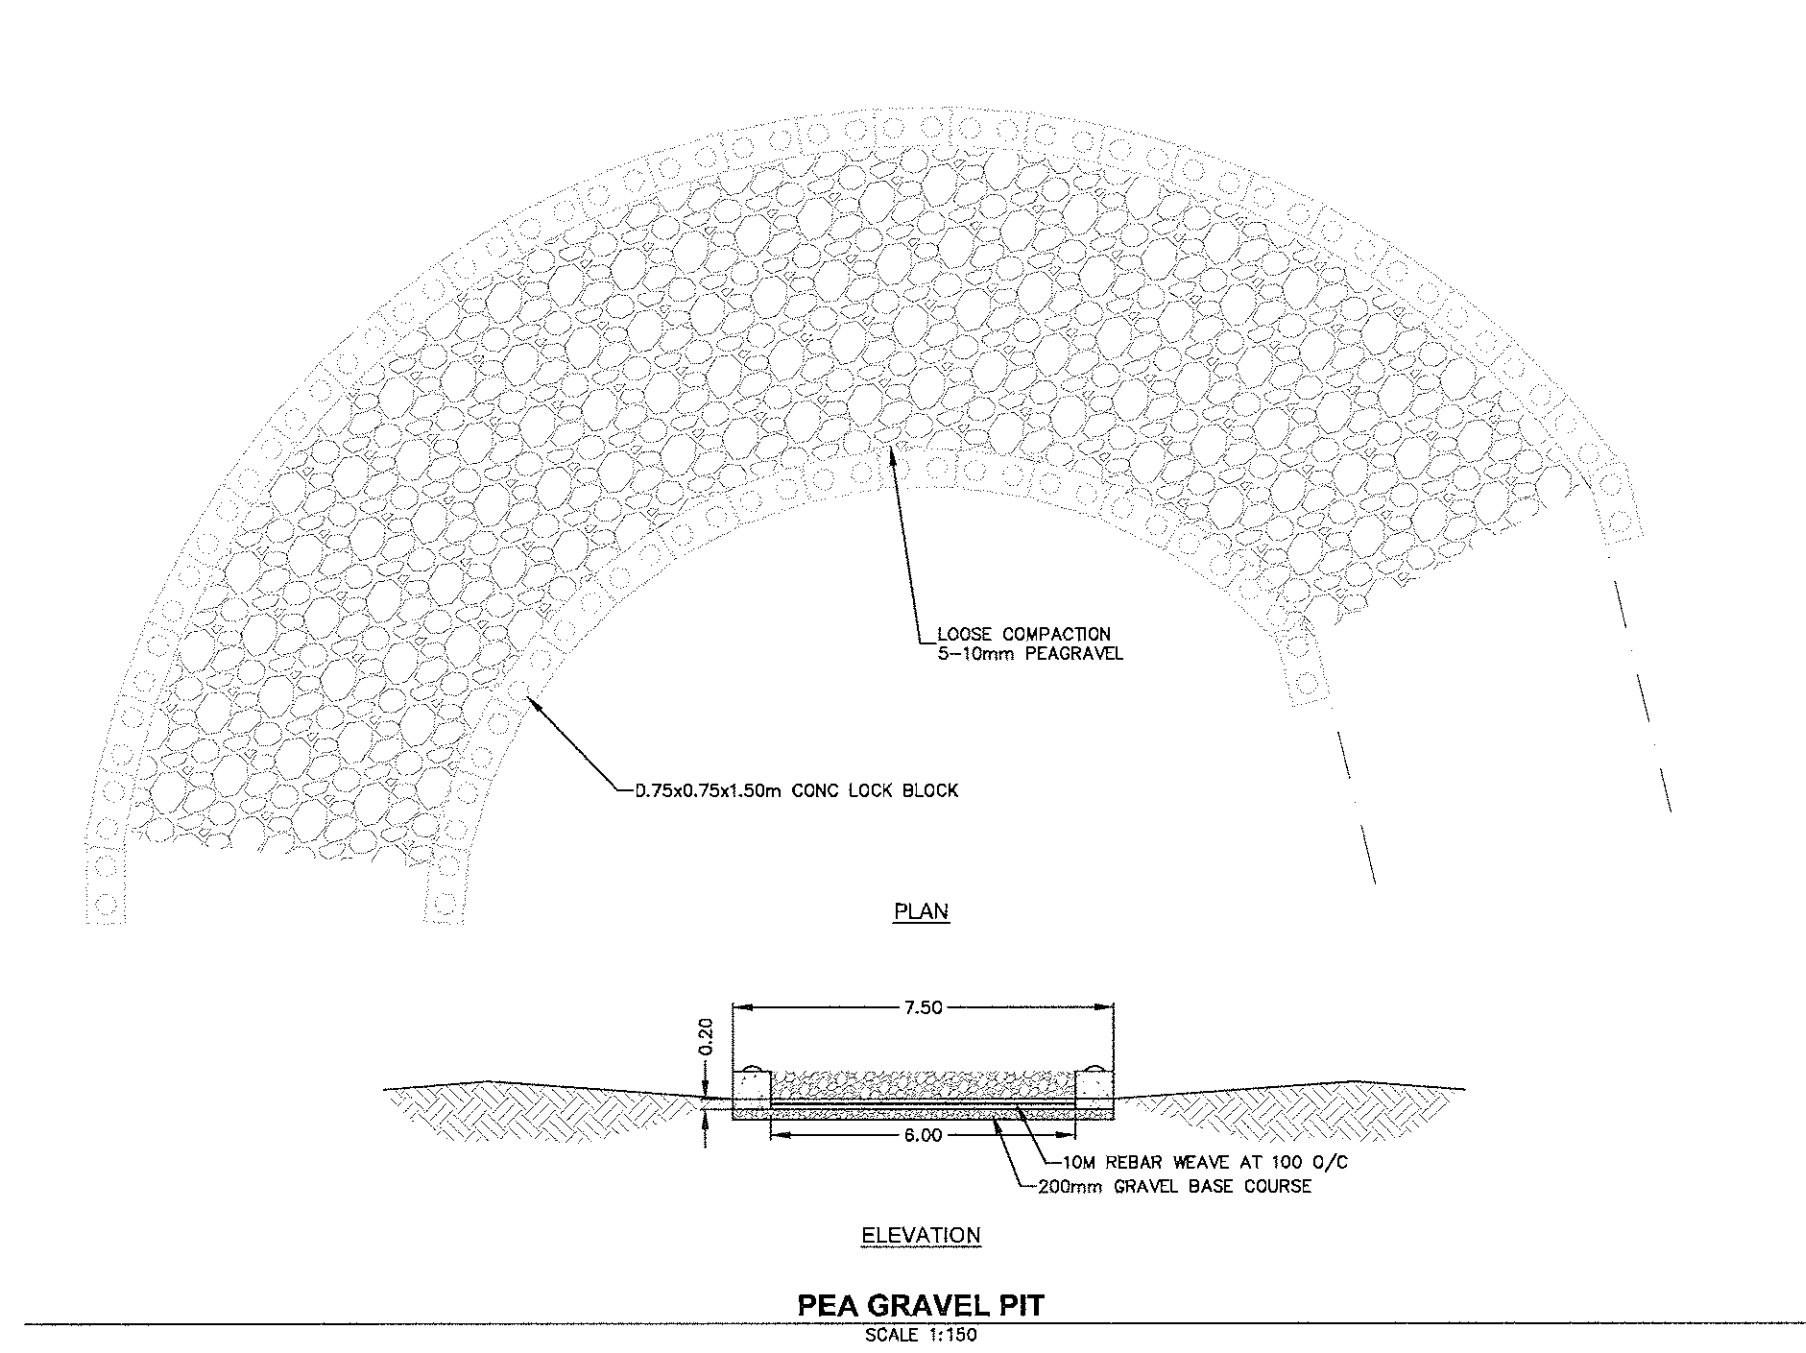 LOOSE COMPACTION
5-10mm PEAGRAVEL
0.75x0.75x1.50m CONC LOCK BLOCK
PLAN
7.50
0.20
6.00
10M REBAR WEAVE AT 100 O/C
200mm GRAVEL BASE COURSE
ELEVATION
PEA GRAVEL PIT
SCALE 1:150